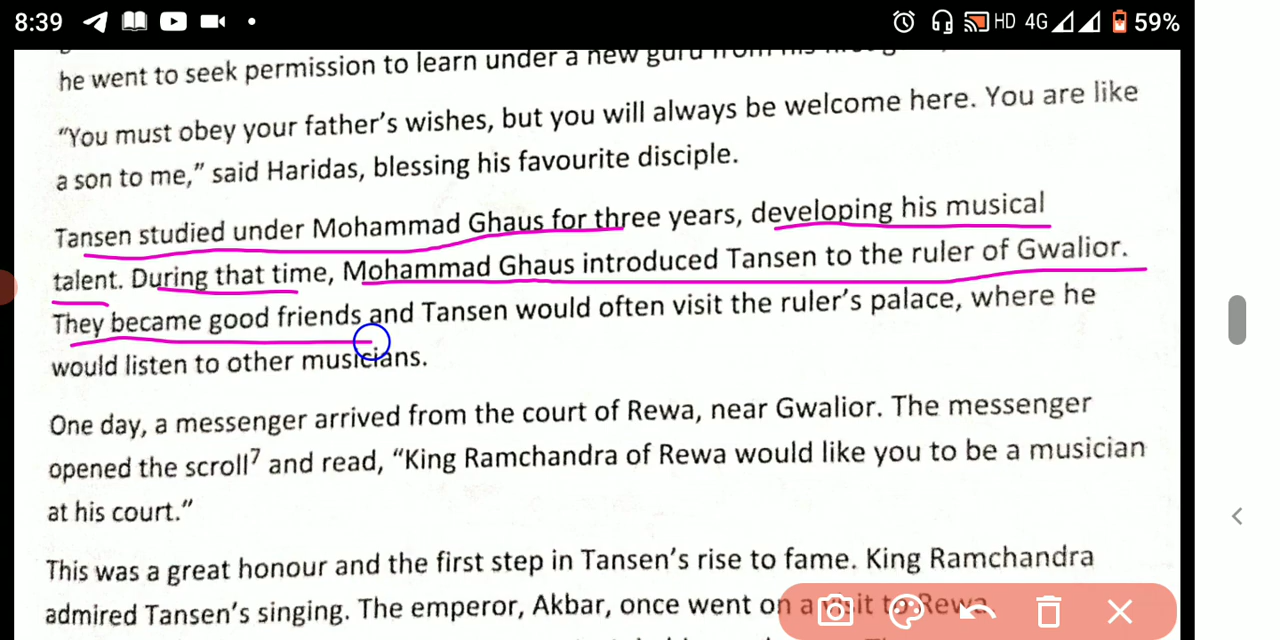 8:39
HD 4G 59%
he went to seek permission to learn under a new guru from his
"You must obey your father's wishes, but you will always be welcome here. You are like
a son to me," said Haridas, blessing his favourite disciple.
Tansen studied under Mohammad Ghaus for three years, developing his musical
talent. During that time, Mohammad Ghaus introduced Tansen to the ruler of Gwalior.
They became good friends and Tansen would often visit the ruler's palace, where he
would listen to other musicians.
One day, a messenger arrived from the court of Rewa, near Gwalior. The messenger
opened the scroll⁷ and read, "King Ramchandra of Rewa would like you to be a musician
at his court."
This was a great honour and the first step in Tansen's rise to fame. King Ramchandra
admired Tansen's singing. The emperor, Akbar, once went on a visit to Rewa